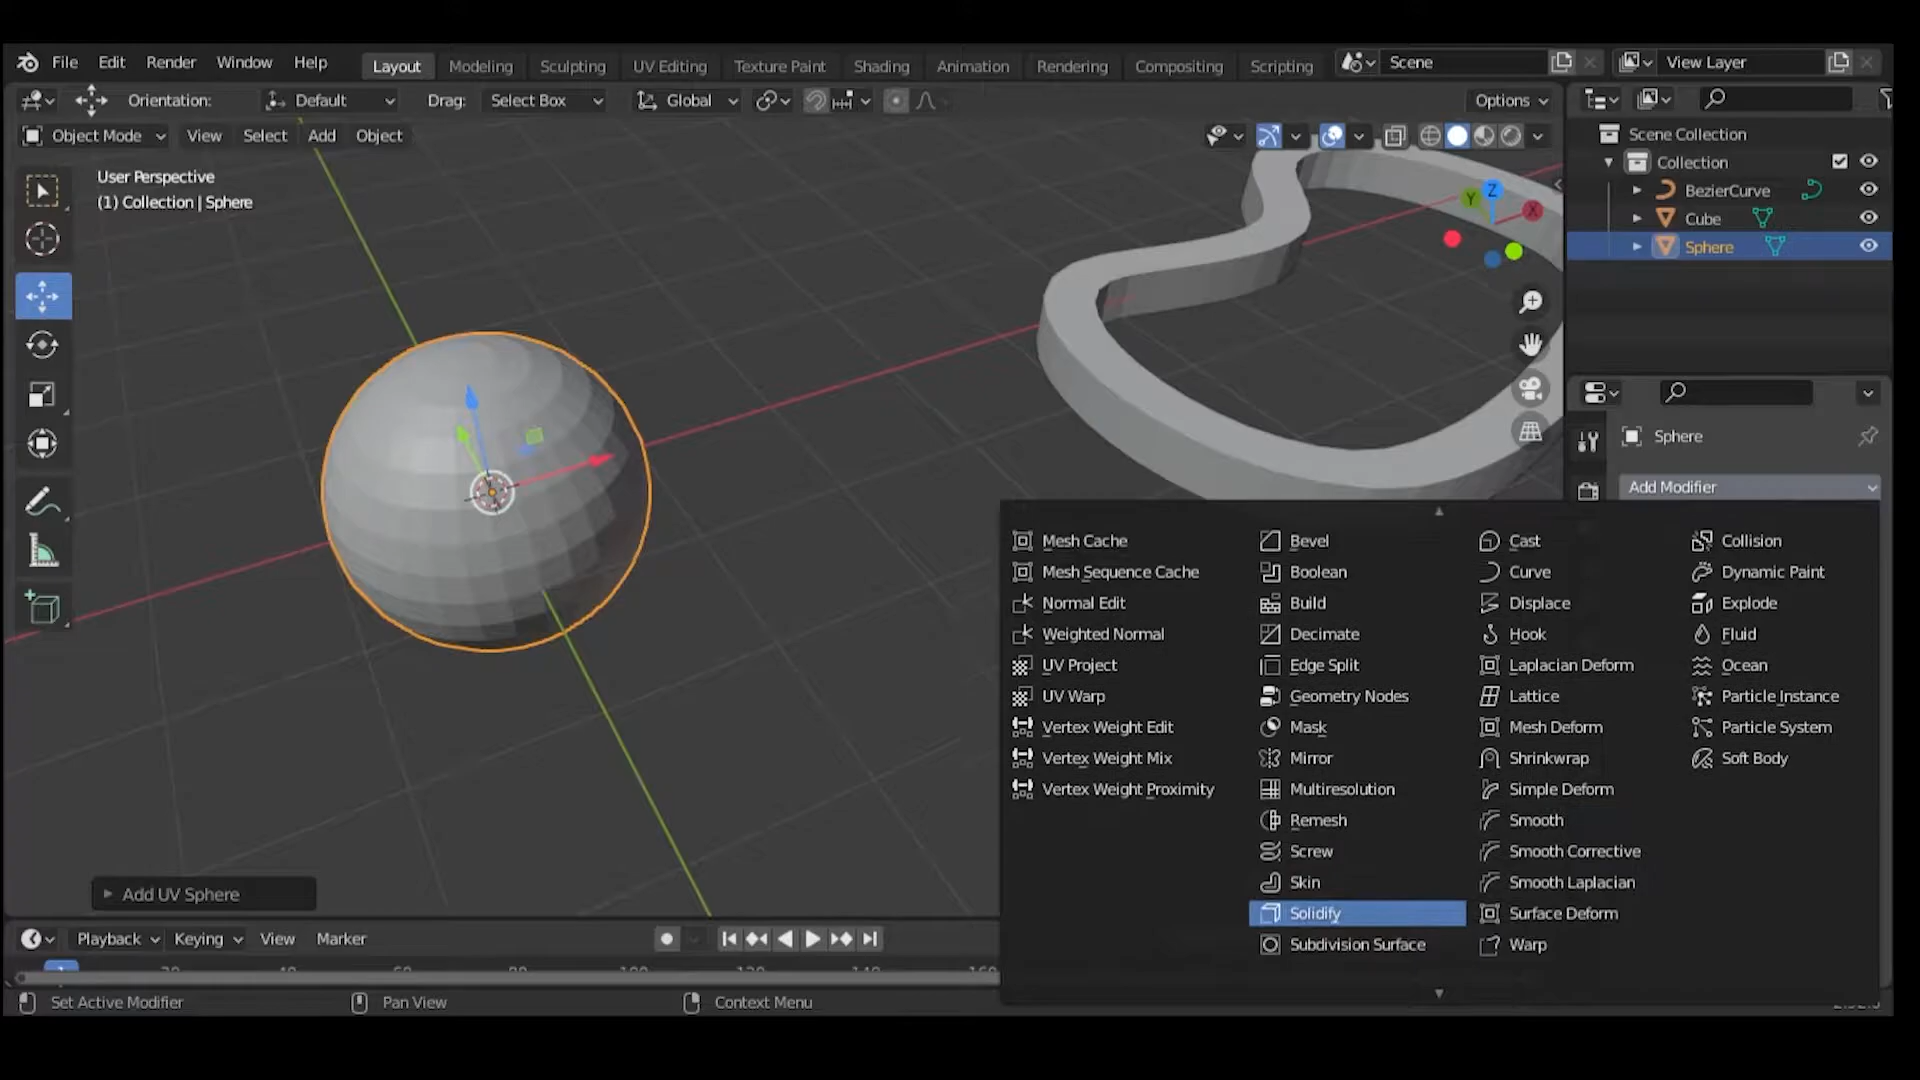 File Edit Render Window Help Layout Modeling Sculpting UV Editing Texture Paint Shading Animation Rendering Compositing Scripting Scene View Layer
Orientation: Default Drag: Select Box Global Options
Object Mode View Select Add Object
User Perspective
(1) Collection | Sphere
Z
Y
X
Scene Collection
Collection
BezierCurve
Cube
Sphere
Sphere
Add Modifier
Mesh Cache
Mesh Sequence Cache
Normal Edit
Weighted Normal
UV Project
UV Warp
Vertex Weight Edit
Vertex Weight Mix
Vertex Weight Proximity
Bevel
Boolean
Build
Decimate
Edge Split
Geometry Nodes
Mask
Mirror
Multiresolution
Remesh
Screw
Skin
Solidify
Subdivision Surface
Cast
Curve
Displace
Hook
Laplacian Deform
Lattice
Mesh Deform
Shrinkwrap
Simple Deform
Smooth
Smooth Corrective
Smooth Laplacian
Surface Deform
Warp
Collision
Dynamic Paint
Explode
Fluid
Ocean
Particle Instance
Particle System
Soft Body
Add UV Sphere
Playback Keying View Marker
Set Active Modifier Pan View Context Menu